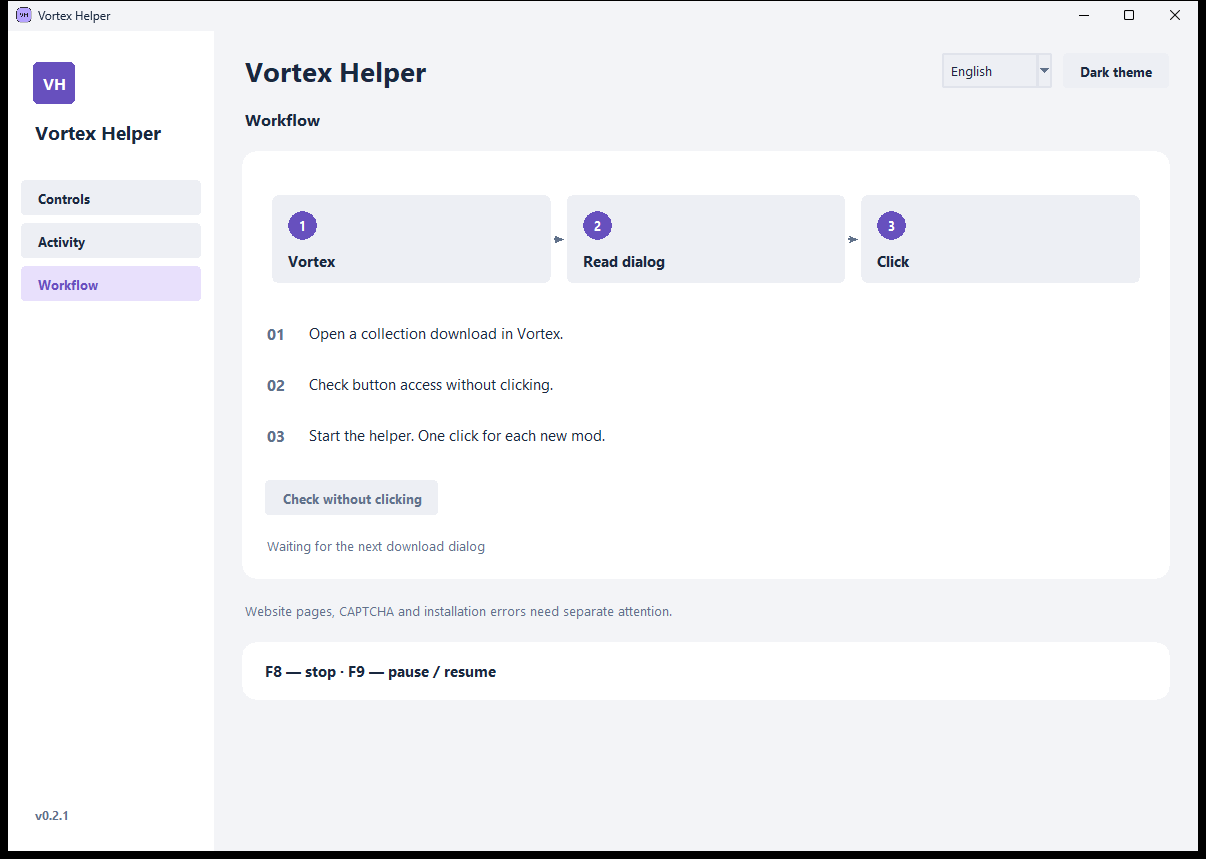 Vortex Helper
VH
Vortex Helper
Controls
Activity
Workflow
v0.2.1
Vortex Helper
English
Dark theme
Workflow
1
Vortex
2
Read dialog
3
Click
01 Open a collection download in Vortex.
02 Check button access without clicking.
03 Start the helper. One click for each new mod.
Check without clicking
Waiting for the next download dialog
Website pages, CAPTCHA and installation errors need separate attention.
F8 — stop · F9 — pause / resume